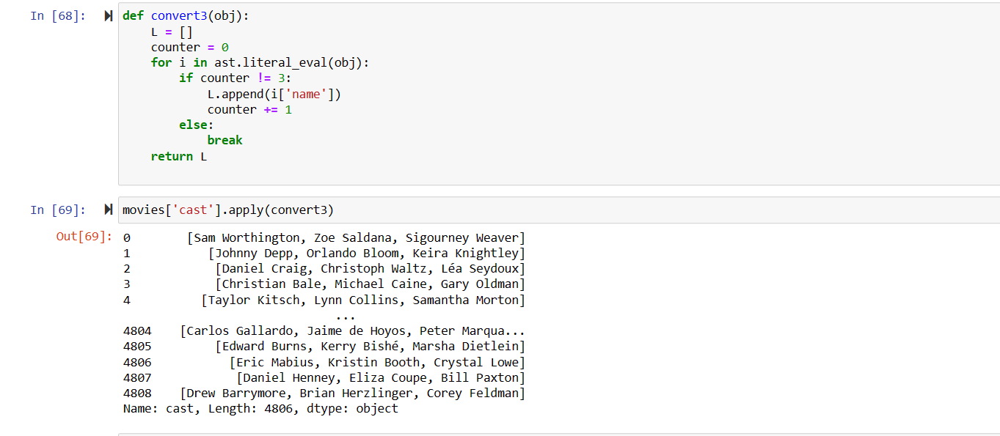 In [68]: def convert3(obj):
    L = []
    counter = 0
    for i in ast.literal_eval(obj):
        if counter != 3:
            L.append(i['name'])
            counter += 1
        else:
            break
    return L
In [69]: movies['cast'].apply(convert3)
Out[69]: 0        [Sam Worthington, Zoe Saldana, Sigourney Weaver]
1           [Johnny Depp, Orlando Bloom, Keira Knightley]
2            [Daniel Craig, Christoph Waltz, Léa Seydoux]
3            [Christian Bale, Michael Caine, Gary Oldman]
4          [Taylor Kitsch, Lynn Collins, Samantha Morton]
                              ...
4804    [Carlos Gallardo, Jaime de Hoyos, Peter Marqua...
4805         [Edward Burns, Kerry Bishé, Marsha Dietlein]
4806           [Eric Mabius, Kristin Booth, Crystal Lowe]
4807            [Daniel Henney, Eliza Coupe, Bill Paxton]
4808    [Drew Barrymore, Brian Herzlinger, Corey Feldman]
Name: cast, Length: 4806, dtype: object